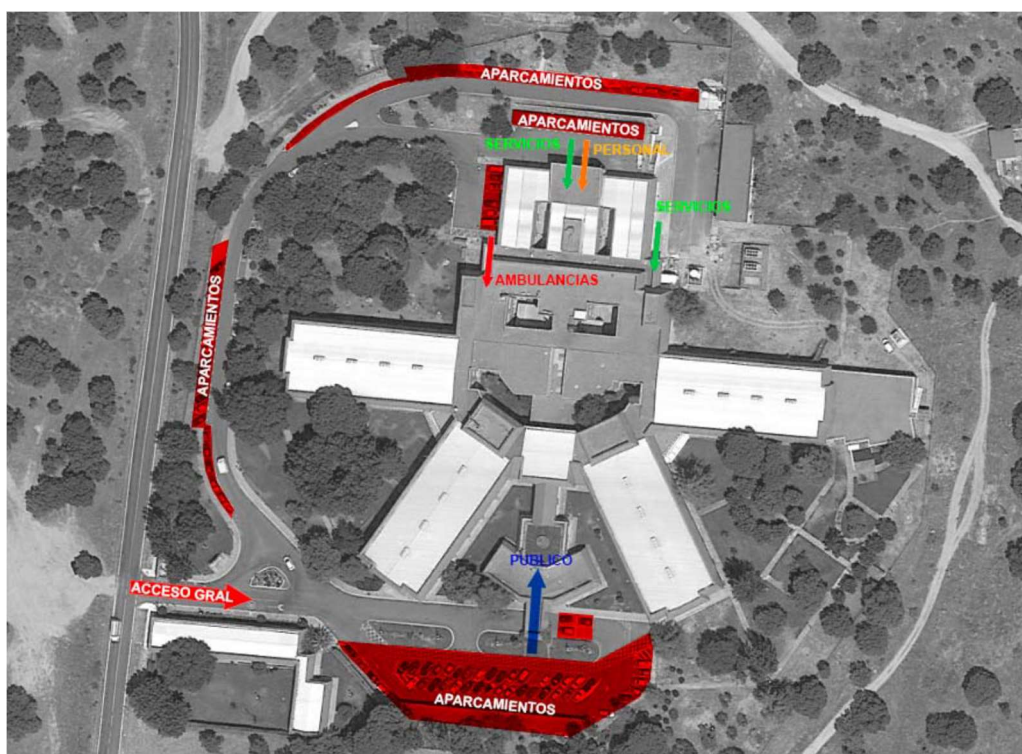 APARCAMIENTOS
APARCAMIENTOS
SERVICIOS
PERSONAL
SERVICIOS
AMBULANCIAS
APARCAMIENTOS
PUBLICO
ACCESO GRAL
APARCAMIENTOS